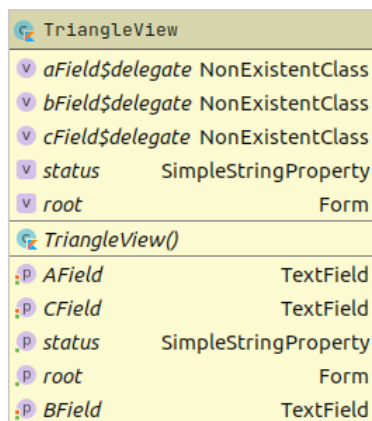 TriangleView
aField$delegate NonExistentClass
bField$delegate NonExistentClass
cField$delegate NonExistentClass
status SimpleStringProperty
root Form
TriangleView()
AField TextField
CField TextField
status SimpleStringProperty
root Form
BField TextField